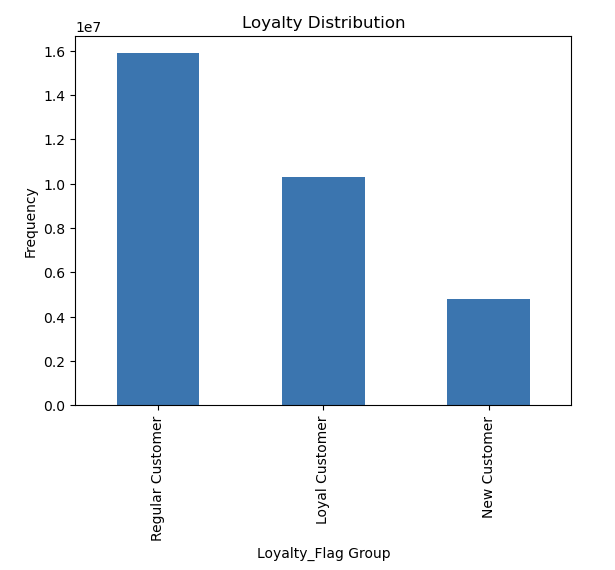 Loyalty Distribution
1e7
1.6
1.4
1.2
1.0
0.8
0.6
0.4
0.2
0.0
Frequency
Regular Customer
Loyal Customer
New Customer
Loyalty_Flag Group